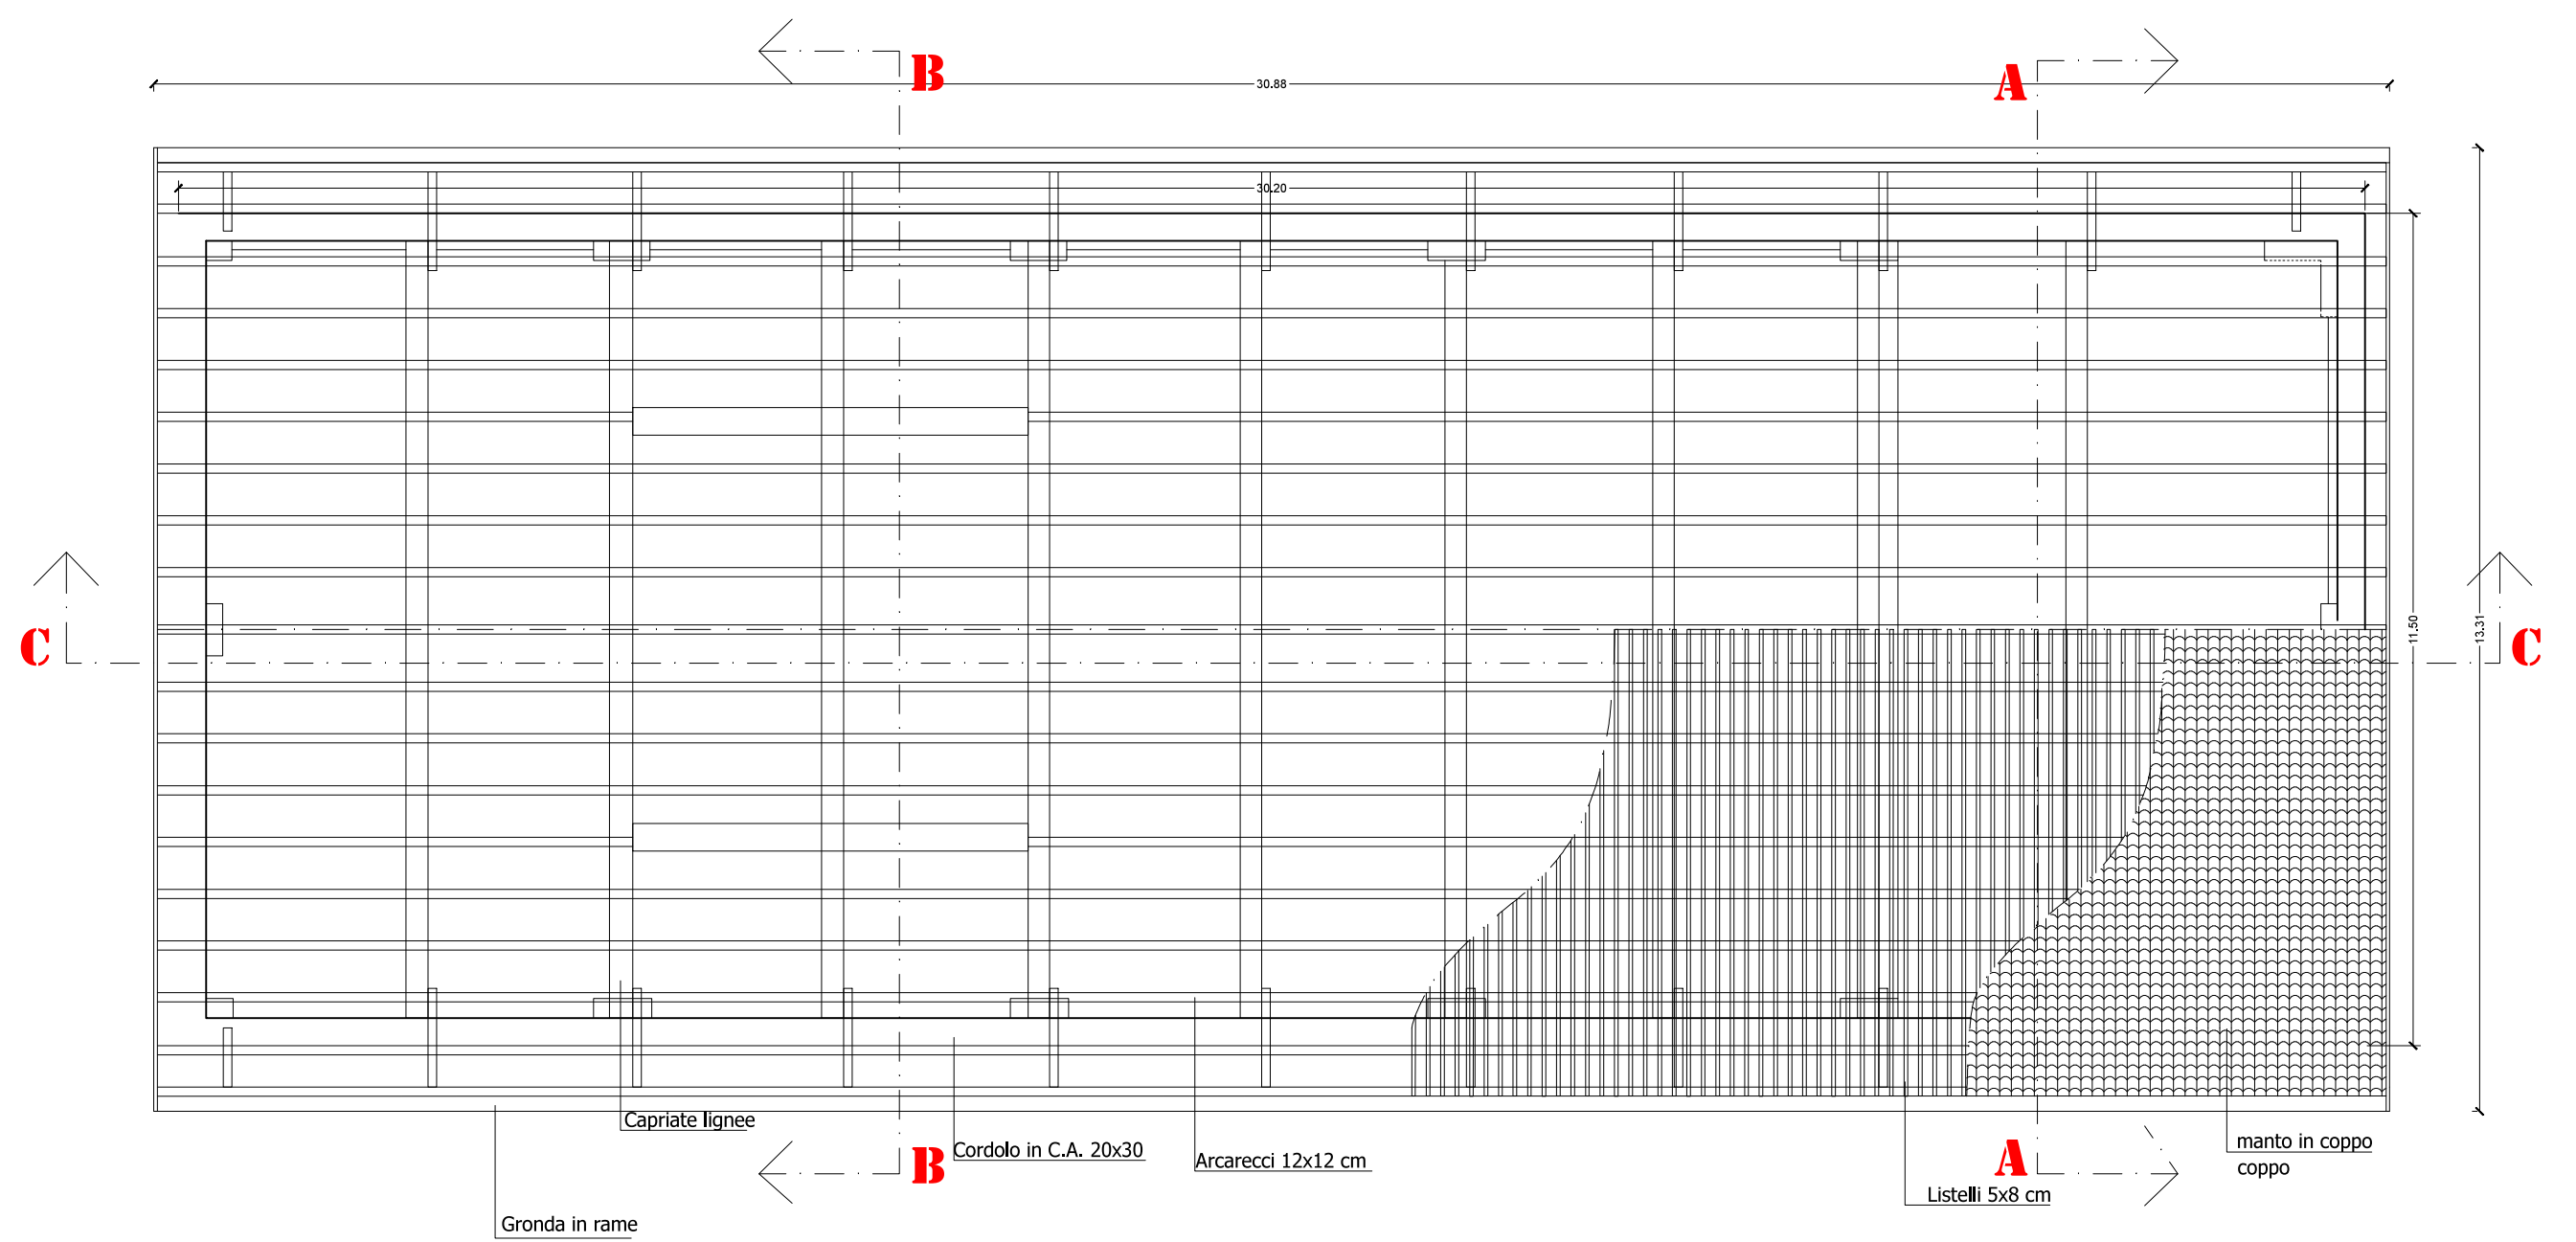 B
A
30.88
30.20
C
11.50
13.31
C
Capriate lignee
B
Cordolo in C.A. 20x30
Arcarecci 12x12 cm
A
manto in coppo
coppo
Listelli 5x8 cm
Gronda in rame